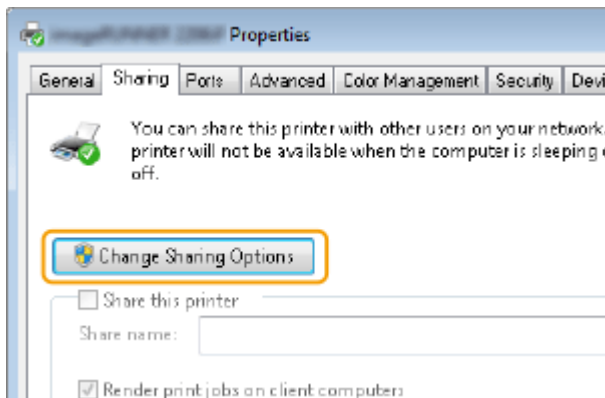 Properties
General Sharing Ports Advanced Color Management Security Devi
You can share this printer with other users on your network.
printer will not be available when the computer is sleeping
off.
Change Sharing Options
Share this printer
Share name:
Render print jobs on client computers